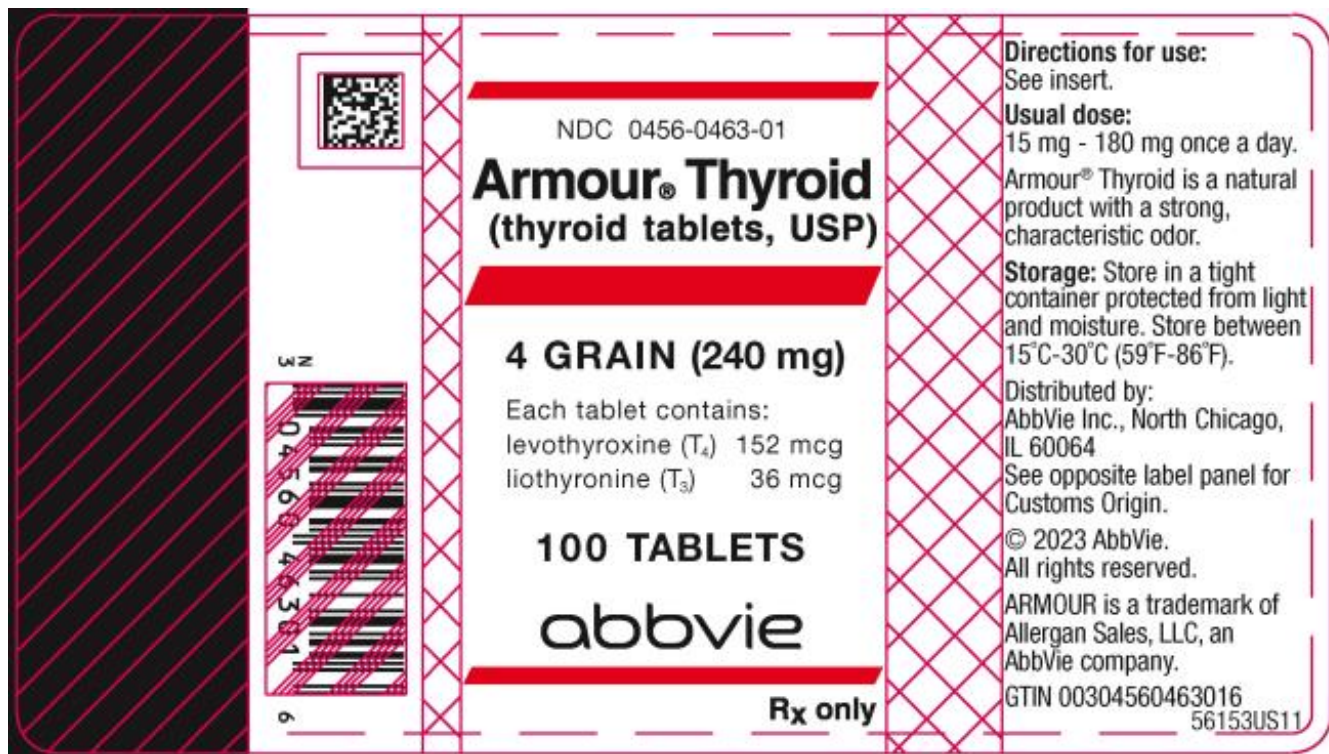 NDC 0456-0463-01
Armour® Thyroid
(thyroid tablets, USP)
4 GRAIN (240 mg)
Each tablet contains:
levothyroxine (T₄) 152 mcg
liothyronine (T₃) 36 mcg
100 TABLETS
abbvie
Rx only
N
3
0456046301
6
Directions for use:
See insert.
Usual dose:
15 mg - 180 mg once a day.
Armour® Thyroid is a natural
product with a strong,
characteristic odor.
Storage: Store in a tight
container protected from light
and moisture. Store between
15°C-30°C (59°F-86°F).
Distributed by:
AbbVie Inc., North Chicago,
IL 60064
See opposite label panel for
Customs Origin.
© 2023 AbbVie.
All rights reserved.
ARMOUR is a trademark of
Allergan Sales, LLC, an
AbbVie company.
GTIN 00304560463016
56153US11